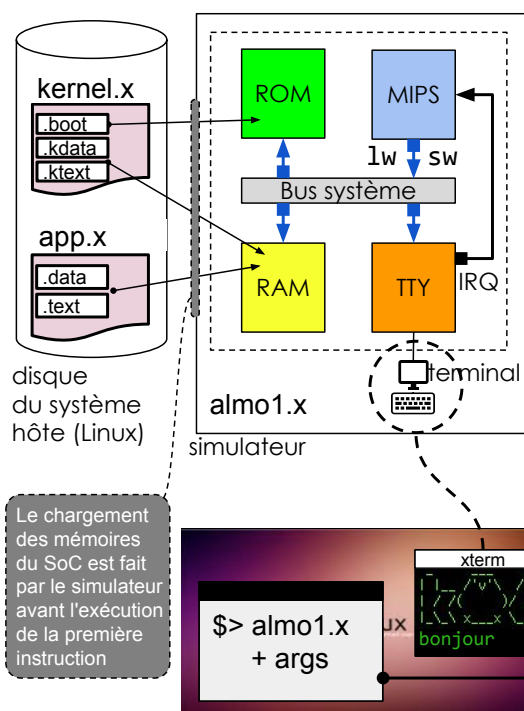 kernel.x
.boot
.kdata
.ktext
app.x
.data
.text
disque
du système
hôte (Linux)
ROM
MIPS
lw sw
Bus système
RAM
TTY
IRQ
terminal
almo1.x
simulateur
Le chargement
des mémoires
du SoC est fait
par le simulateur
avant l'exécution
de la première
instruction
$> almo1.x
+ args
xterm
bonjour